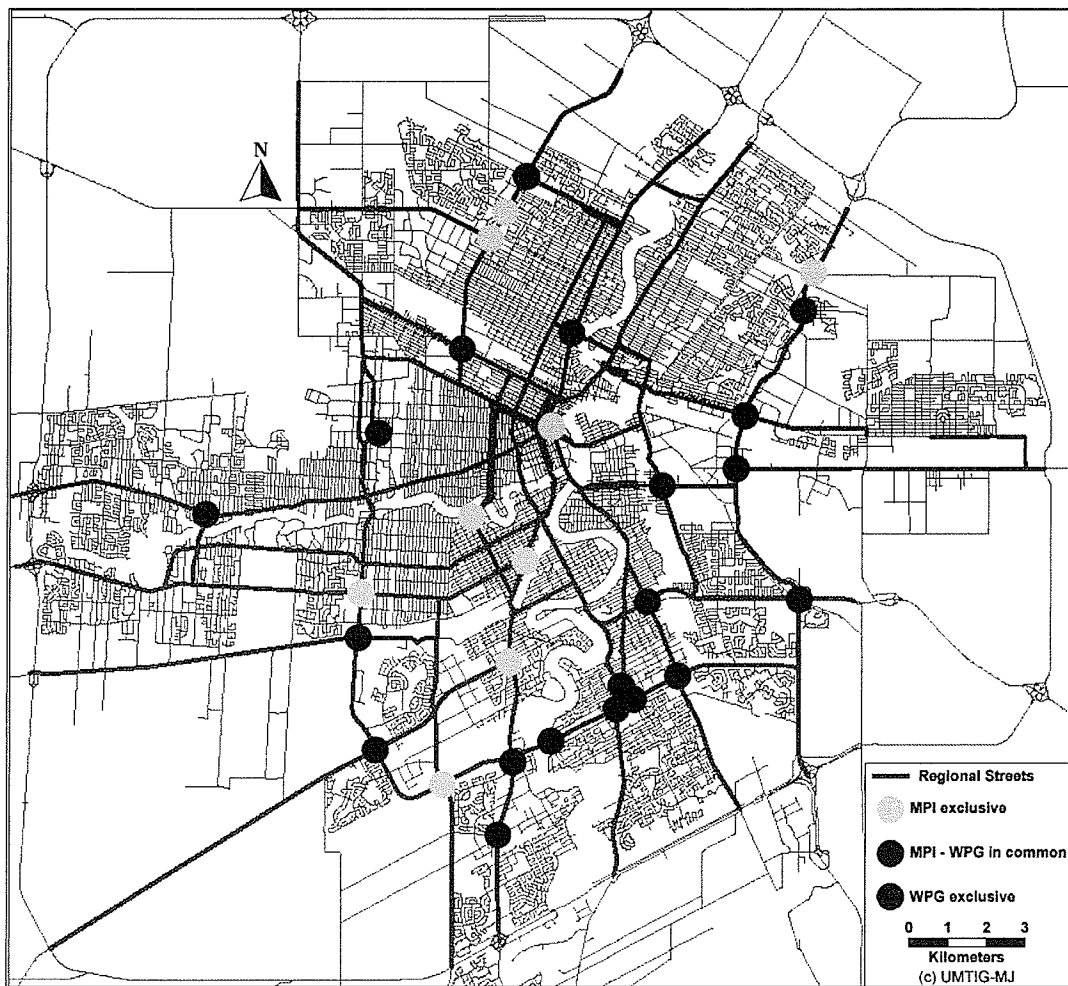 N
Regional Streets
MPI exclusive
MPI - WPG in common
WPG exclusive
0 1 2 3
Kilometers
(c) UMTIG-MJ